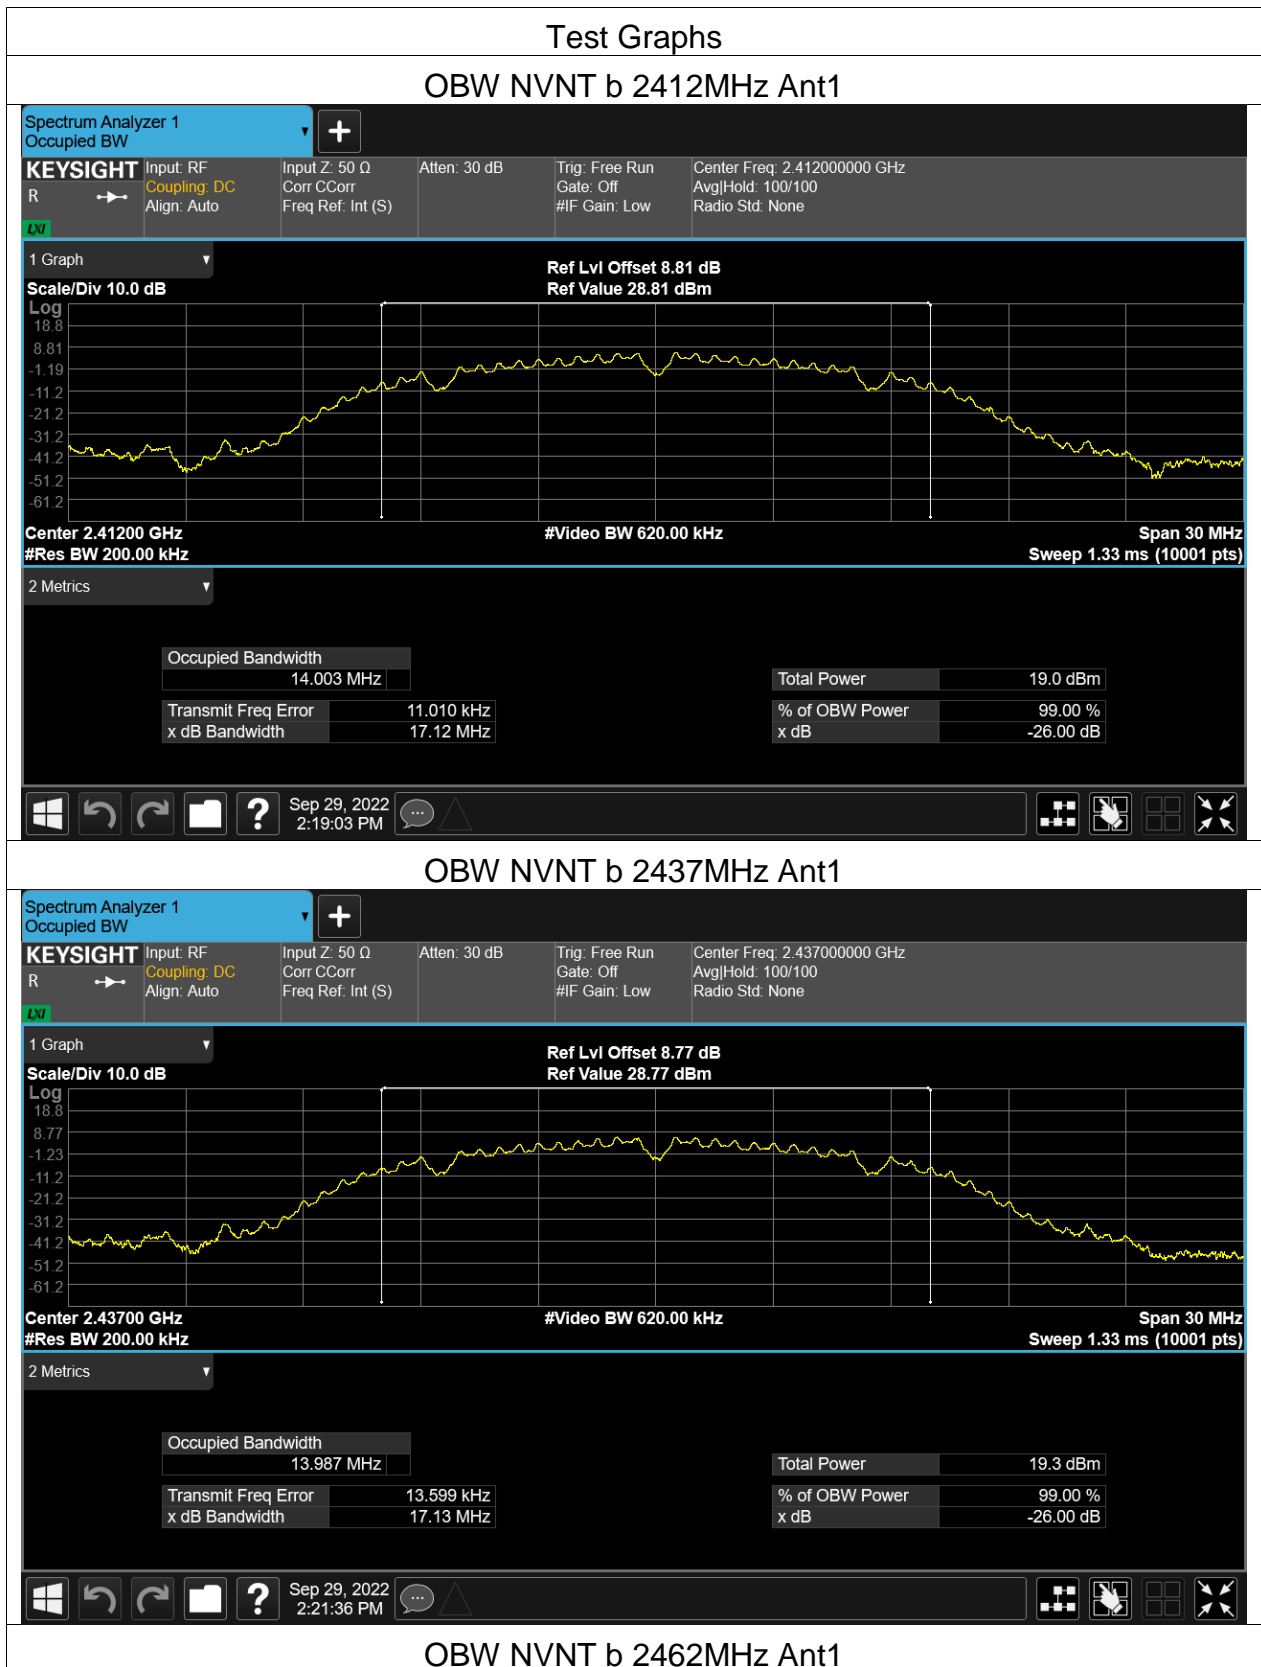 Test Graphs
OBW NVNT b 2412MHz Ant1
Spectrum Analyzer 1
Occupied BW
KEYSIGHT
R
LXI
Input: RF
Coupling: DC
Align: Auto
Input Z: 50 Ω
Corr CCorr
Freq Ref: Int (S)
Atten: 30 dB
Trig: Free Run
Gate: Off
#IF Gain: Low
Center Freq: 2.412000000 GHz
Avg|Hold: 100/100
Radio Std: None
1 Graph
Scale/Div 10.0 dB
Ref Lvl Offset 8.81 dB
Ref Value 28.81 dBm
Log
18.8
8.81
-1.19
-11.2
-21.2
-31.2
-41.2
-51.2
-61.2
Center 2.41200 GHz
#Video BW 620.00 kHz
Span 30 MHz
#Res BW 200.00 kHz
Sweep 1.33 ms (10001 pts)
2 Metrics
Occupied Bandwidth
14.003 MHz
Total Power 19.0 dBm
Transmit Freq Error 11.010 kHz
% of OBW Power 99.00 %
x dB Bandwidth 17.12 MHz
x dB -26.00 dB
?
Sep 29, 2022
2:19:03 PM
OBW NVNT b 2437MHz Ant1
Spectrum Analyzer 1
Occupied BW
KEYSIGHT
R
LXI
Input: RF
Coupling: DC
Align: Auto
Input Z: 50 Ω
Corr CCorr
Freq Ref: Int (S)
Atten: 30 dB
Trig: Free Run
Gate: Off
#IF Gain: Low
Center Freq: 2.437000000 GHz
Avg|Hold: 100/100
Radio Std: None
1 Graph
Scale/Div 10.0 dB
Ref Lvl Offset 8.77 dB
Ref Value 28.77 dBm
Log
18.8
8.77
-1.23
-11.2
-21.2
-31.2
-41.2
-51.2
-61.2
Center 2.43700 GHz
#Video BW 620.00 kHz
Span 30 MHz
#Res BW 200.00 kHz
Sweep 1.33 ms (10001 pts)
2 Metrics
Occupied Bandwidth
13.987 MHz
Total Power 19.3 dBm
Transmit Freq Error 13.599 kHz
% of OBW Power 99.00 %
x dB Bandwidth 17.13 MHz
x dB -26.00 dB
?
Sep 29, 2022
2:21:36 PM
OBW NVNT b 2462MHz Ant1